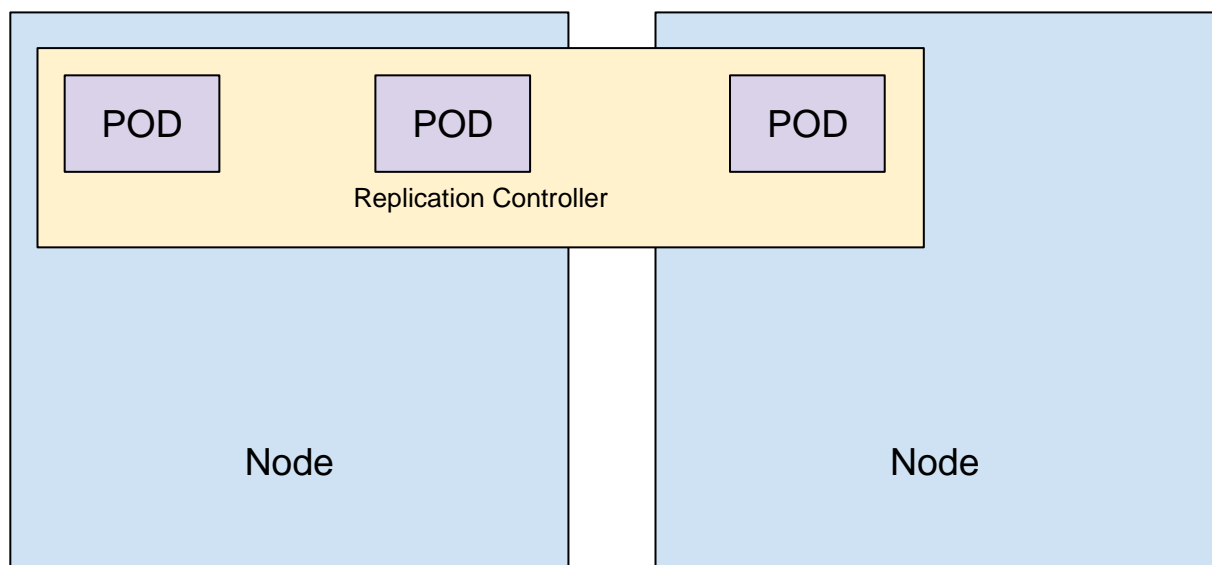 POD
POD
POD
Replication Controller
Node
Node